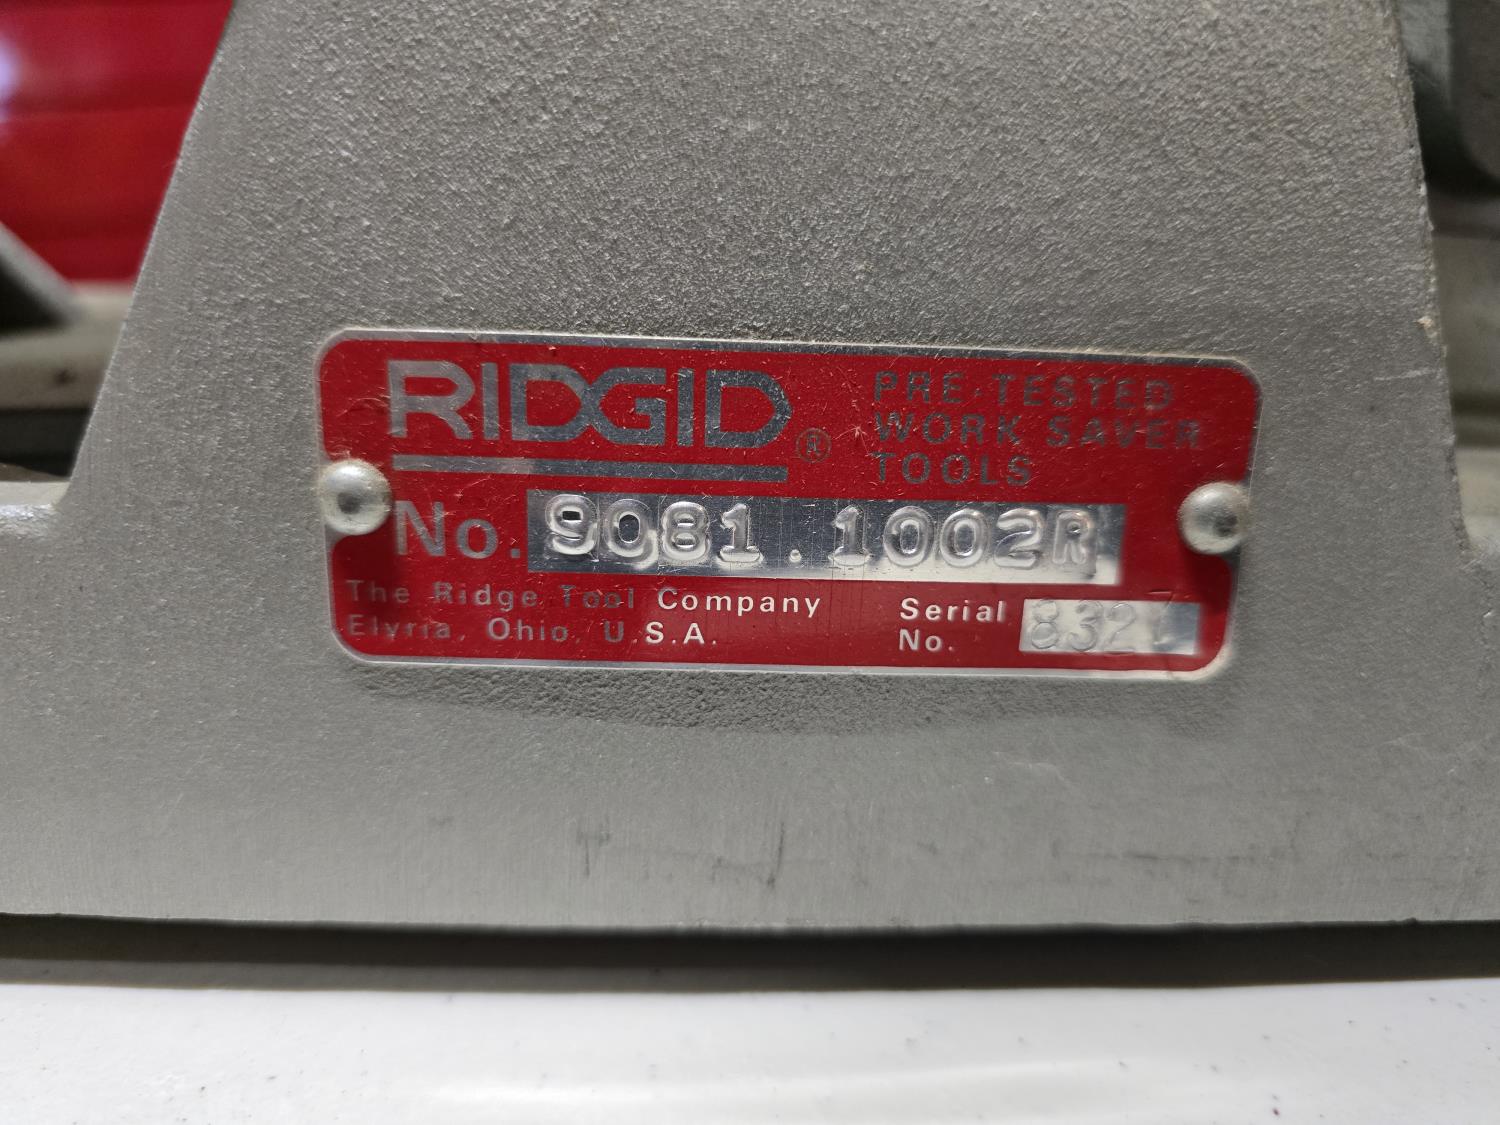 RIDGID®
PRE-TESTED
WORK SAVER
TOOLS
No. 9081.1002R
The Ridge Tool Company
Elyria, Ohio, U.S.A.
Serial
No.